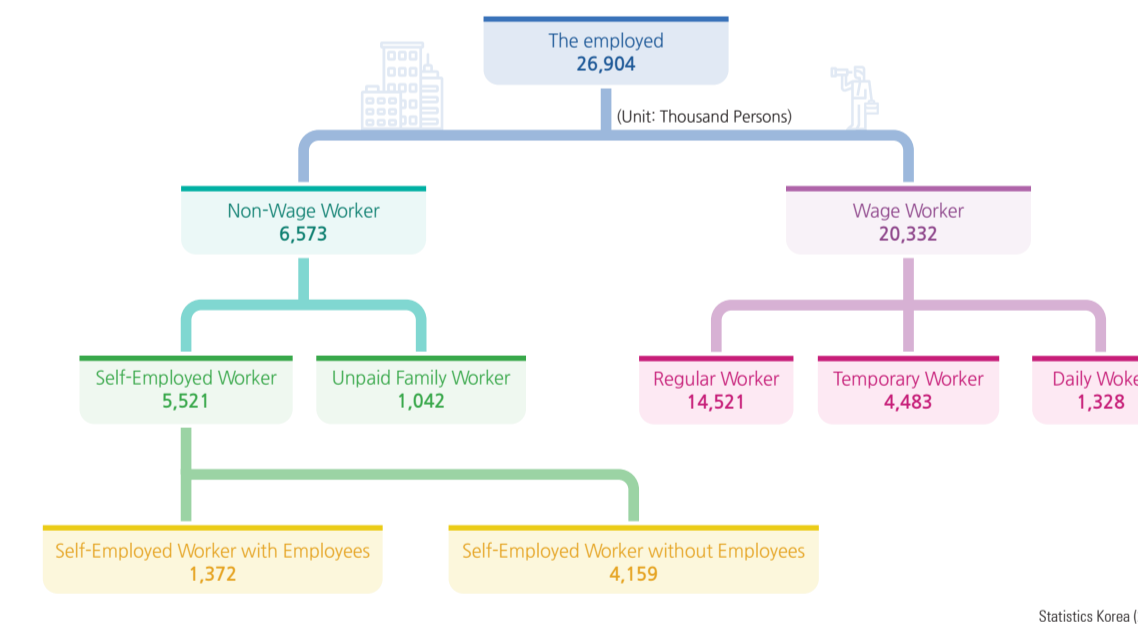 The employed
26,904
(Unit: Thousand Persons)
Non-Wage Worker
6,573
Wage Worker
20,332
Self-Employed Worker
5,521
Unpaid Family Worker
1,042
Regular Worker
14,521
Temporary Worker
4,483
Daily Woke
1,328
Self-Employed Worker with Employees
1,372
Self-Employed Worker without Employees
4,159
Statistics Korea (